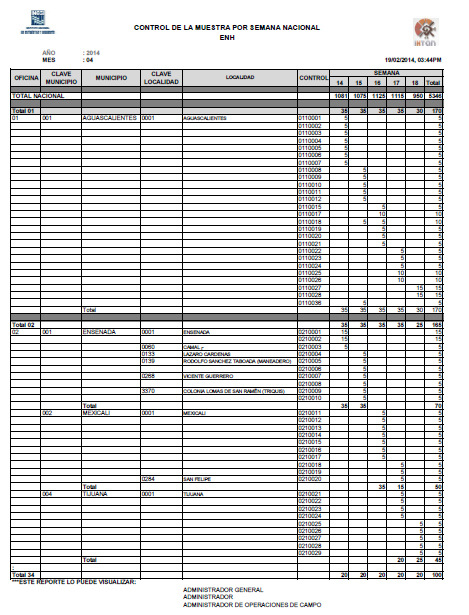 CONTROL DE LA MUESTRA POR SEMANA NACIONAL
ENH
AÑO : 2014
MES : 04
19/02/2014, 03:44PM
OFICINA CLAVE MUNICIPIO MUNICIPIO CLAVE LOCALIDAD LOCALIDAD CONTROL SEMANA
14 15 16 17 18 Total
TOTAL NACIONAL 1081 1075 1125 1115 950 5346
Total 01 35 35 35 35 30 170
01 001 AGUASCALIENTES 0001 AGUASCALIENTES 0110001 5 5
0110002 5 5
0110003 5 5
0110004 5 5
0110005 5 5
0110006 5 5
0110007 5 5
0110008 5 5
0110009 5 5
0110010 5 5
0110011 5 5
0110012 5 5
0110015 5 5
0110017 10 10
0110018 5 5 10
0110019 5 5
0110020 5 5
0110021 5 5
0110022 5 5
0110023 5 5
0110024 5 5
0110025 10 10
0110026 10 10
0110027 15 15
0110028 15 15
0110036 5 5
Total 35 35 35 35 30 170
Total 02 35 35 35 35 25 165
02 001 ENSENADA 0001 ENSENADA 0210001 15 15
0210002 15 15
0060 0210003 5 5
0133 LAZARO CARDENAS 0210004 5 5
0139 RODOLFO SANCHEZ TABOADA (MANEADERO) 0210005 5 5
0210006 5 5
0268 VICENTE GUERRERO 0210007 5 5
0210008 5 5
3370 COLONIA LOMAS DE SAN RAMÉN (TRIQUIS) 0210009 5 5
0210010 5 5
Total 35 35 70
002 MEXICALI 0001 MEXICALI 0210011 5 5
0210012 5 5
0210013 5 5
0210014 5 5
0210015 5 5
0210016 5 5
0210017 5 5
0210018 5 5
0210019 5 5
0284 SAN FELIPE 0210020 5 5
Total 35 15 50
004 TIJUANA 0001 TIJUANA 0210021 5 5
0210022 5 5
0210023 5 5
0210024 5 5
0210025 5 5
0210026 5 5
0210027 5 5
0210028 5 5
0210029 5 5
Total 20 25 45
Total 34 20 20 20 20 20 100
***ESTE REPORTE LO PUEDE VISUALIZAR:
ADMINISTRADOR GENERAL
ADMINISTRADOR
ADMINISTRADOR DE OPERACIONES DE CAMPO